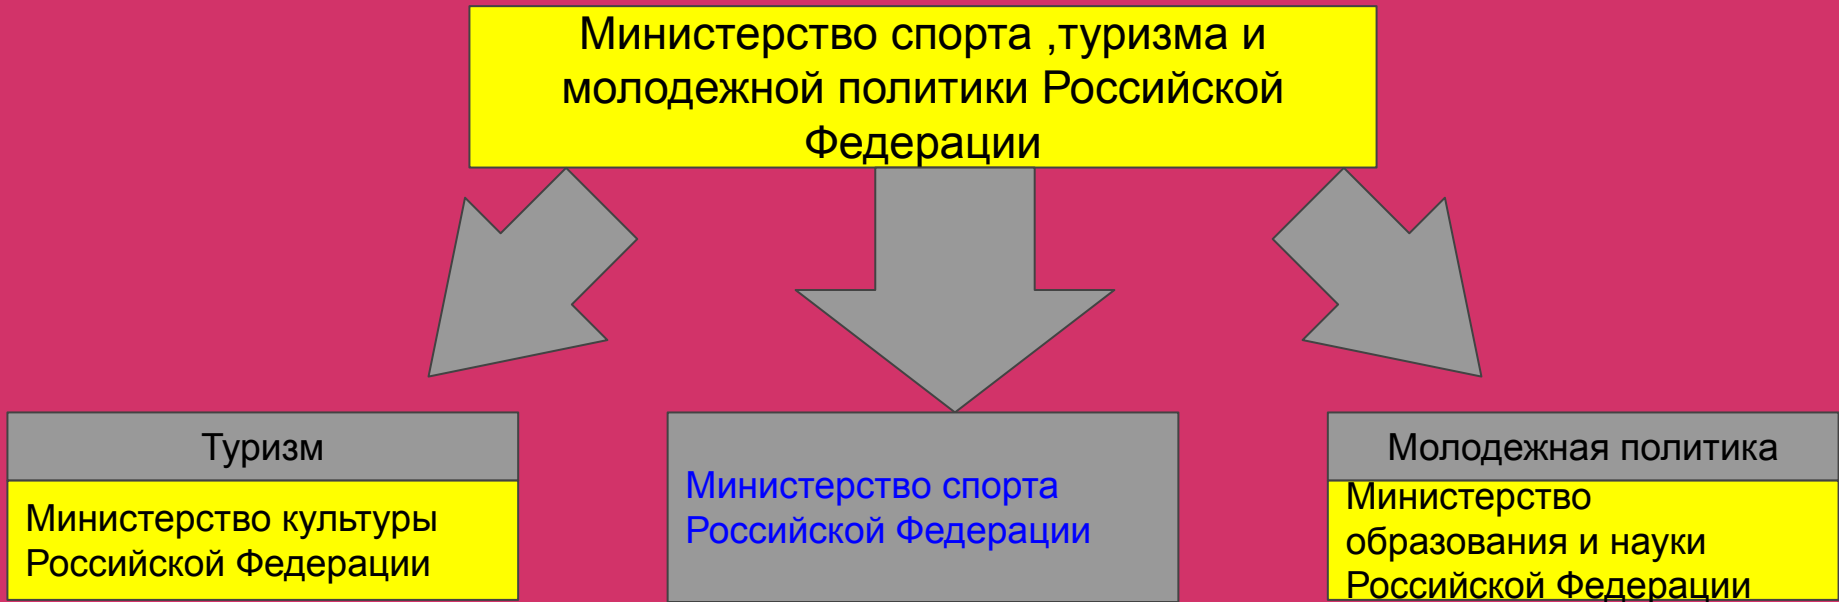 Министерство спорта ,туризма и
молодежной политики Российской
Федерации
Туризм
Министерство культуры
Российской Федерации
Министерство спорта
Российской Федерации
Молодежная политика
Министерство
образования и науки
Российской Федерации